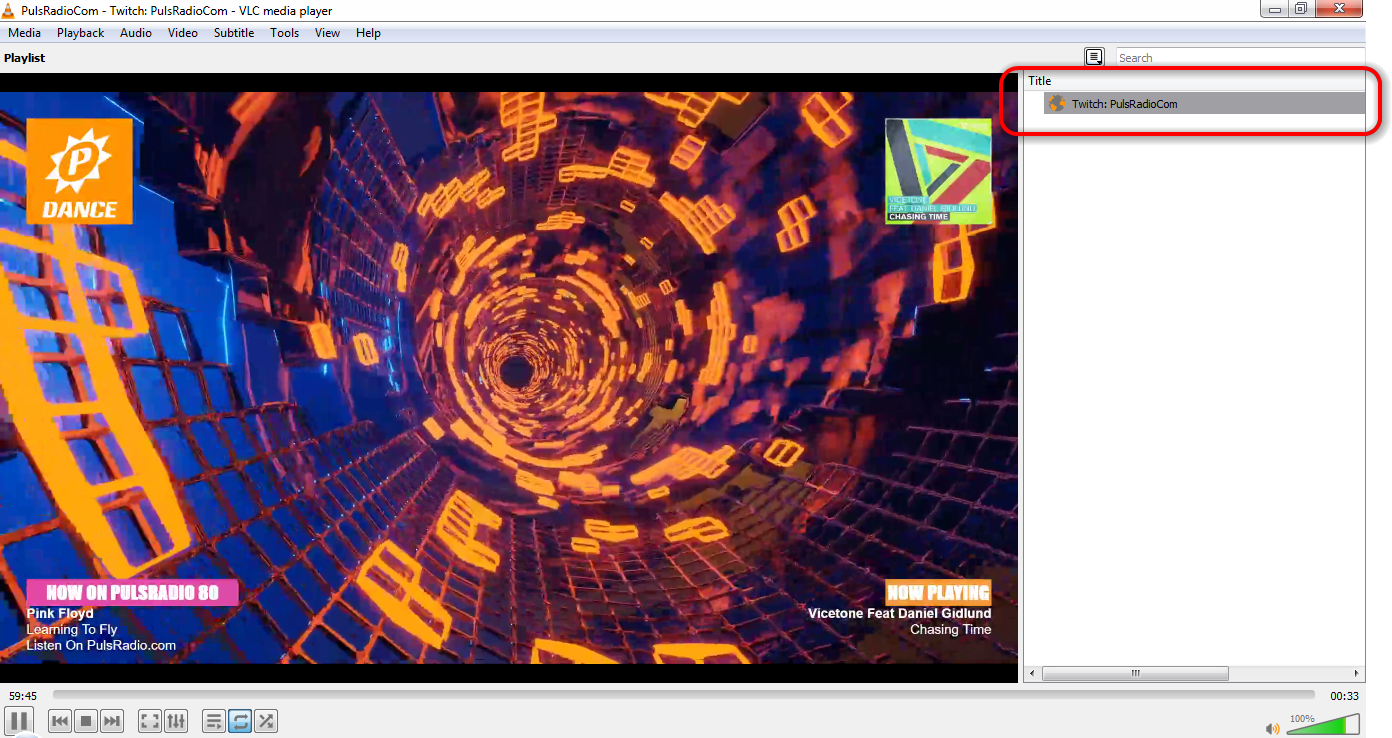 PulsRadioCom - Twitch: PulsRadioCom - VLC media player
Media Playback Audio Video Subtitle Tools View Help
Playlist
Search
Title
Twitch: PulsRadioCom
P
DANCE
VICETONE
FEAT DANIEL GIDLUND
CHASING TIME
NOW ON PULSRADIO 80
Pink Floyd
Learning To Fly
Listen On PulsRadio.com
NOW PLAYING
Vicetone Feat Daniel Gidlund
Chasing Time
59:45
00:33
100%